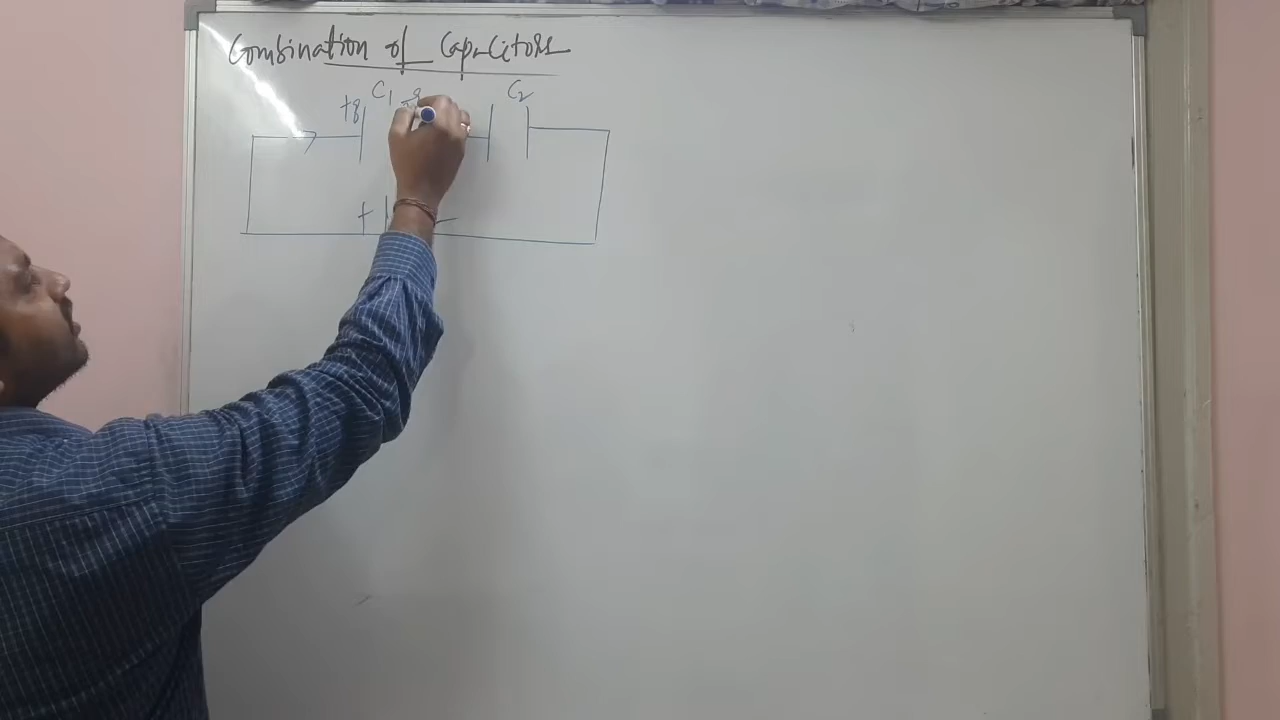 Combination of Capacitors
+q C1 -q C2
+ -